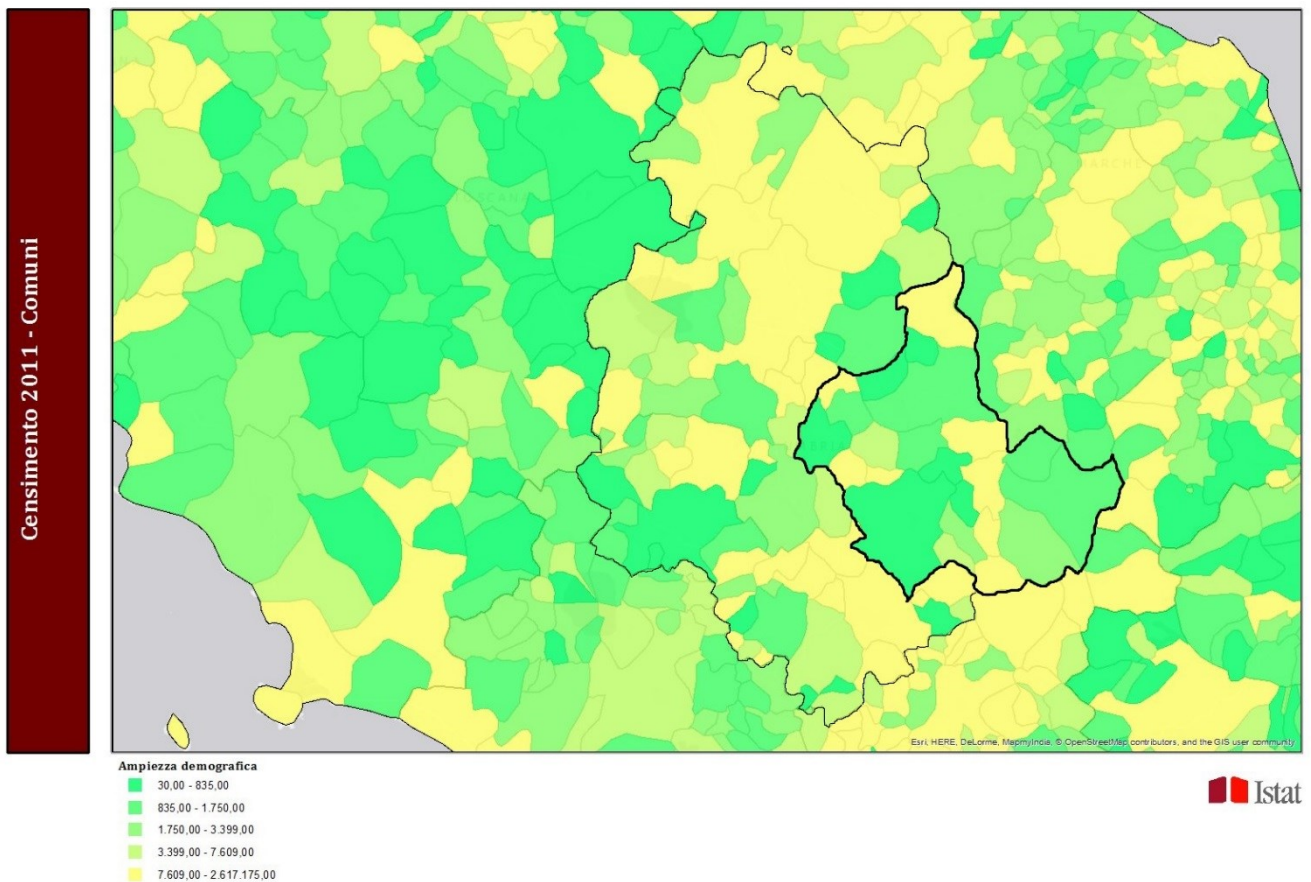 Censimento 2011 - Comuni
MARCHE
TOSCANA
Esri, HERE, DeLorme, MapmyIndia, © OpenStreetMap contributors, and the GIS user community
Ampiezza demografica
30,00 - 835,00
835,00 - 1.750,00
1.750,00 - 3.399,00
3.399,00 - 7.609,00
7.609,00 - 2.617.175,00
Istat